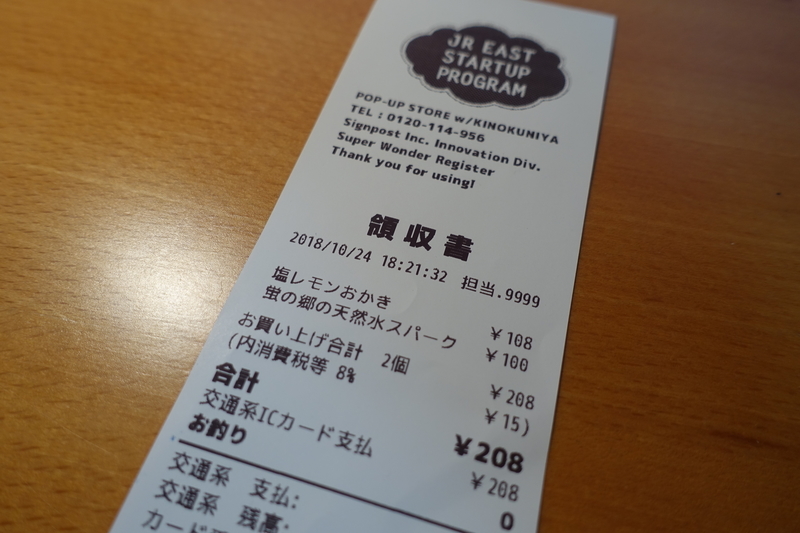 JR EAST
STARTUP
PROGRAM
POP-UP STORE w/KINOKUNIYA
TEL : 0120-114-956
Signpost Inc. Innovation Div.
Super Wonder Register
Thank you for using!
領収書
2018/10/24 18:21:32 担当.9999
塩レモンおかき ¥108
蛍の郷の天然水スパーク ¥100
お買い上げ合計 2個 ¥208
(内消費税等 8% ¥15)
合計 ¥208
交通系ICカード支払 ¥208
お釣り 0
交通系 支払:
交通系 残高:
カード